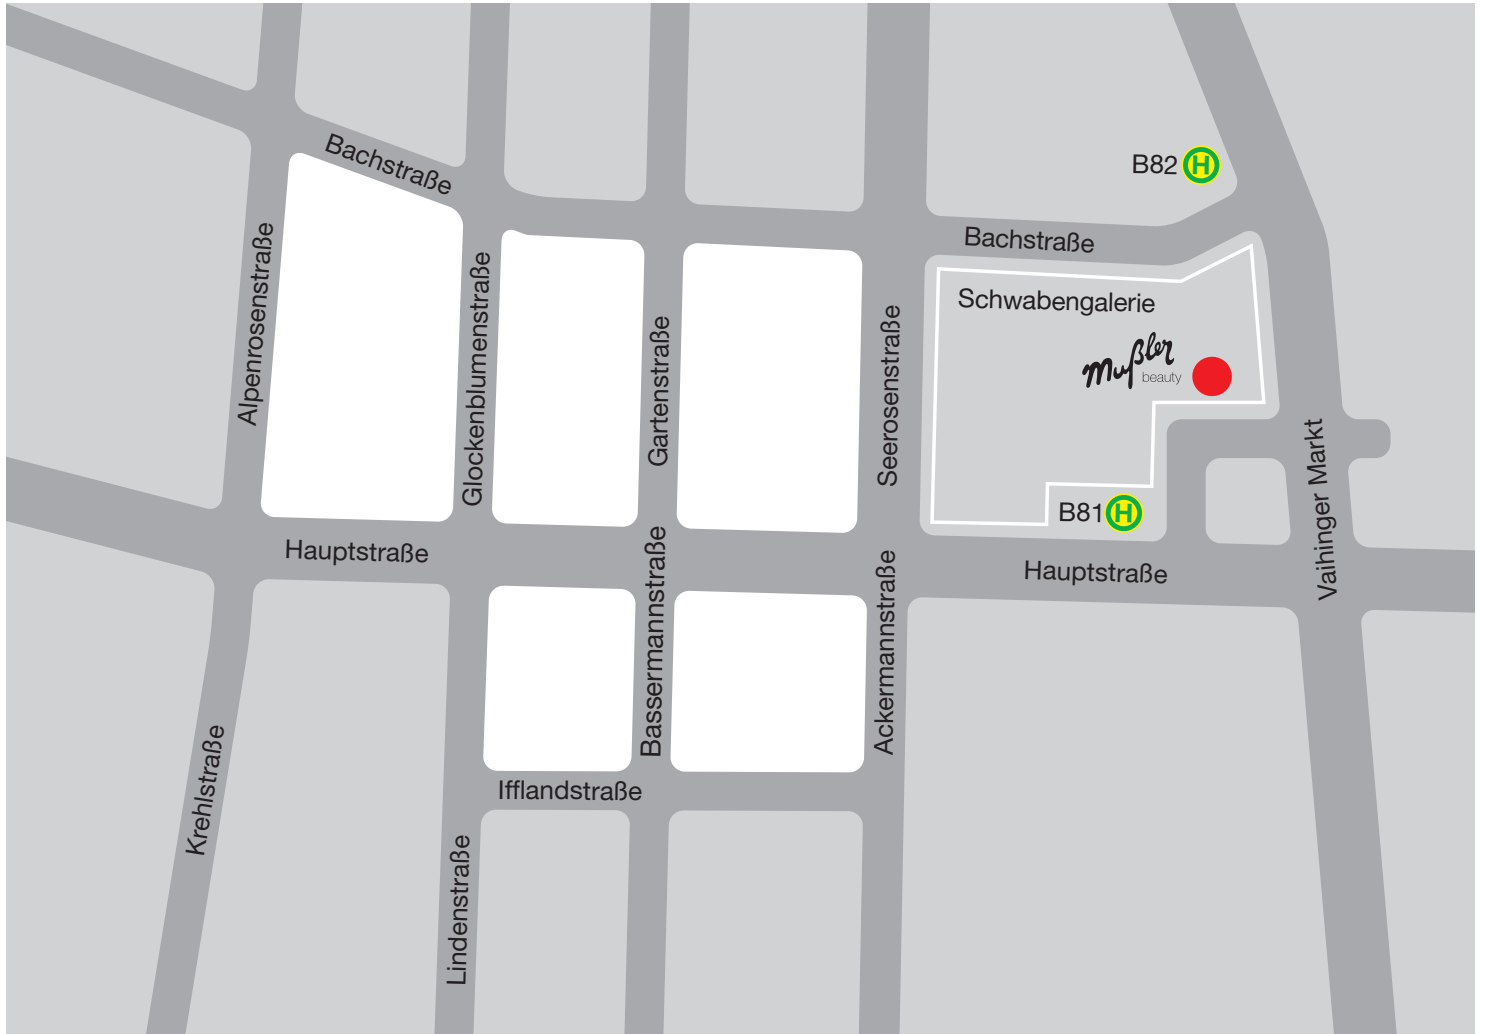 Bachstraße
B82 H
Bachstraße
Alpenrosenstraße
Glockenblumenstraße
Gartenstraße
Seerosenstraße
Schwabengalerie
Mußler
beauty
Vaihinger Markt
B81 H
Hauptstraße
Hauptstraße
Bassermannstraße
Ackermannstraße
Krehlstraße
Ifflandstraße
Lindenstraße